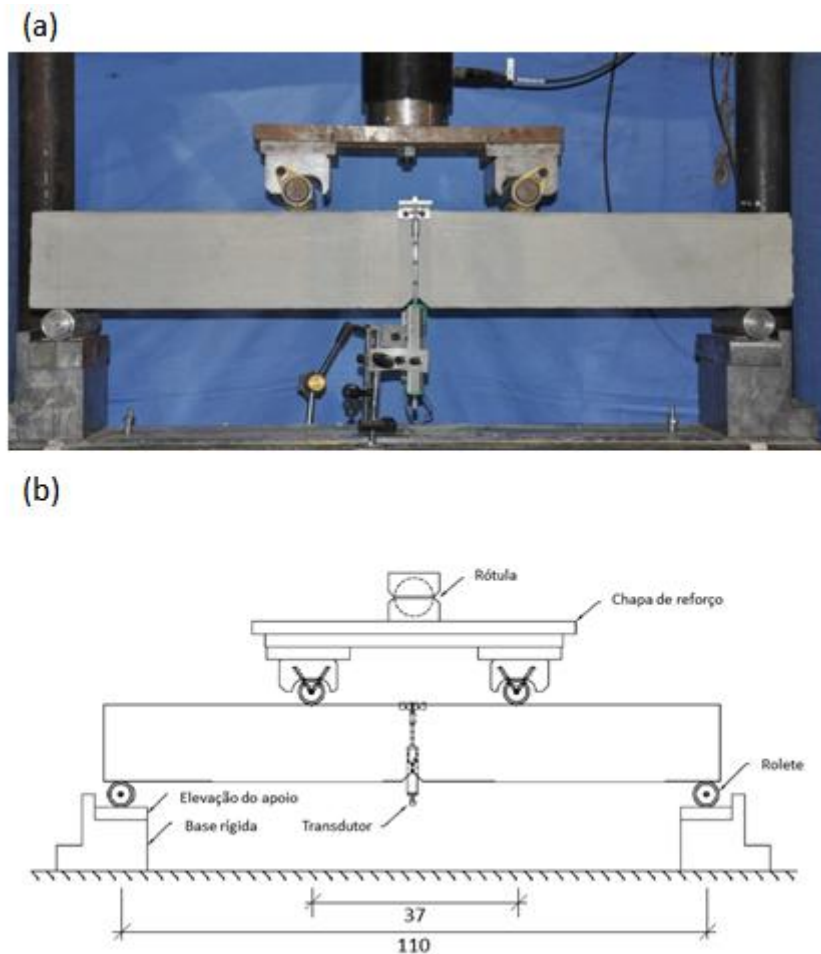 (a)
(b)
Rótula
Chapa de reforço
Rolete
Elevação do apoio
Base rígida
Transdutor
37
110